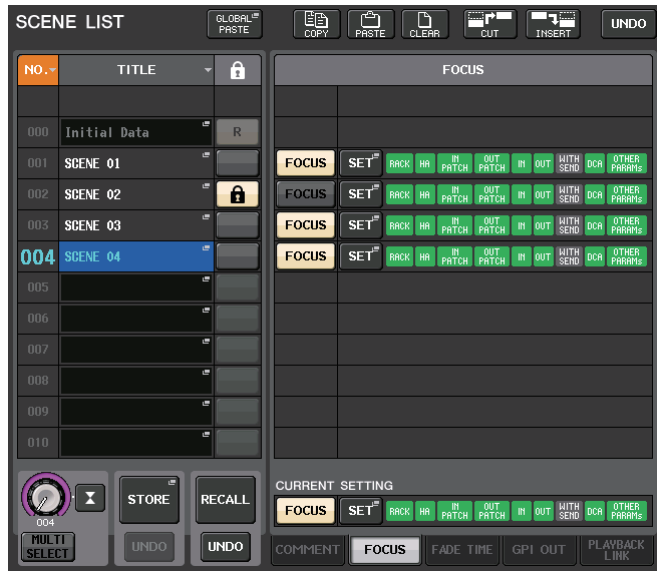 SCENE LIST GLOBAL PASTE COPY PASTE CLEAR CUT INSERT UNDO
NO. TITLE FOCUS
000 Initial Data R
001 SCENE 01 FOCUS SET RACK HA IN PATCH OUT PATCH IN OUT WITH SEND DCA OTHER PARAMs
002 SCENE 02 FOCUS SET RACK HA IN PATCH OUT PATCH IN OUT WITH SEND DCA OTHER PARAMs
003 SCENE 03 FOCUS SET RACK HA IN PATCH OUT PATCH IN OUT WITH SEND DCA OTHER PARAMs
004 SCENE 04 FOCUS SET RACK HA IN PATCH OUT PATCH IN OUT WITH SEND DCA OTHER PARAMs
005
006
007
008
009
010
CURRENT SETTING
004 STORE RECALL FOCUS SET RACK HA IN PATCH OUT PATCH IN OUT WITH SEND DCA OTHER PARAMs
MULTI SELECT UNDO UNDO COMMENT FOCUS FADE TIME GPI OUT PLAYBACK LINK